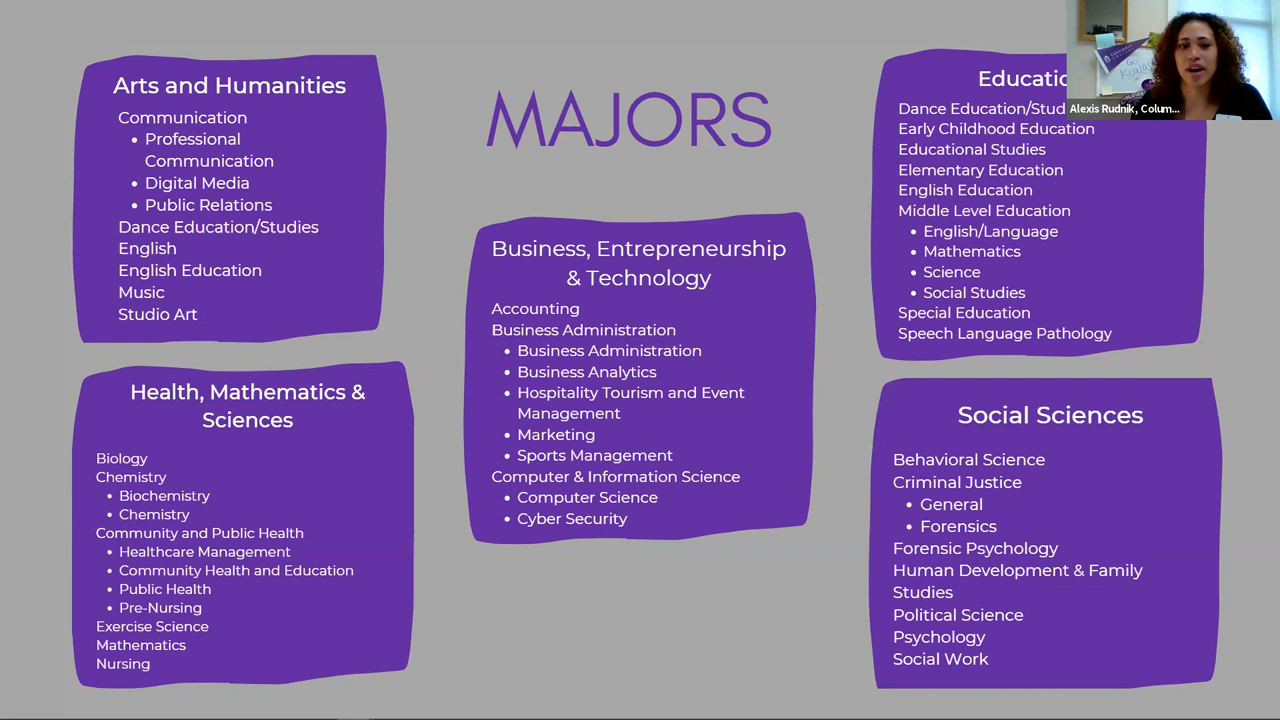 MAJORS
Arts and Humanities
Communication
• Professional
Communication
• Digital Media
• Public Relations
Dance Education/Studies
English
English Education
Music
Studio Art
Health, Mathematics &
Sciences
Biology
Chemistry
• Biochemistry
• Chemistry
Community and Public Health
• Healthcare Management
• Community Health and Education
• Public Health
• Pre-Nursing
Exercise Science
Mathematics
Nursing
Business, Entrepreneurship
& Technology
Accounting
Business Administration
• Business Administration
• Business Analytics
• Hospitality Tourism and Event
Management
• Marketing
• Sports Management
Computer & Information Science
• Computer Science
• Cyber Security
Educatio
Dance Education/Stud
Early Childhood Education
Educational Studies
Elementary Education
English Education
Middle Level Education
• English/Language
• Mathematics
• Science
• Social Studies
Special Education
Speech Language Pathology
Social Sciences
Behavioral Science
Criminal Justice
• General
• Forensics
Forensic Psychology
Human Development & Family
Studies
Political Science
Psychology
Social Work
Go
Koala
Alexis Rudnik, Colum...